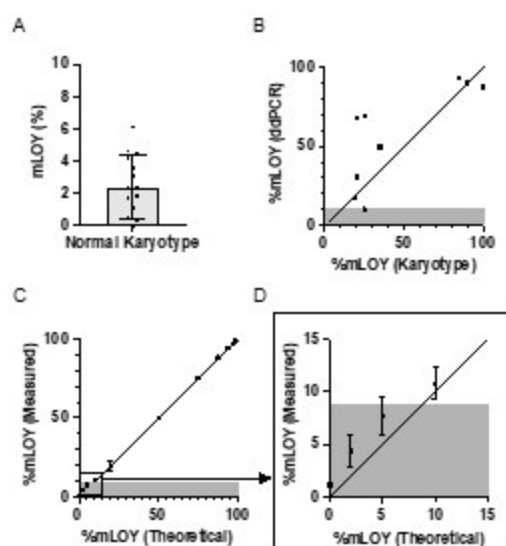 A
mLOY (%)
10
8
6
4
2
0
Normal Karyotype
B
%mLOY (ddPCR)
100
50
0
0
50
100
%mLOY (Karyotype)
C
%mLOY (Measured)
100
50
0
0
50
100
%mLOY (Theoretical)
D
%mLOY (Measured)
15
10
5
0
0
5
10
15
%mLOY (Theoretical)